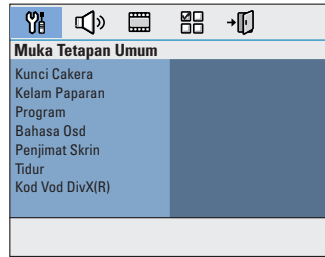 Muka Tetapan Umum
Kunci Cakera
Kelam Paparan
Program
Bahasa Osd
Penjimat Skrin
Tidur
Kod Vod DivX(R)